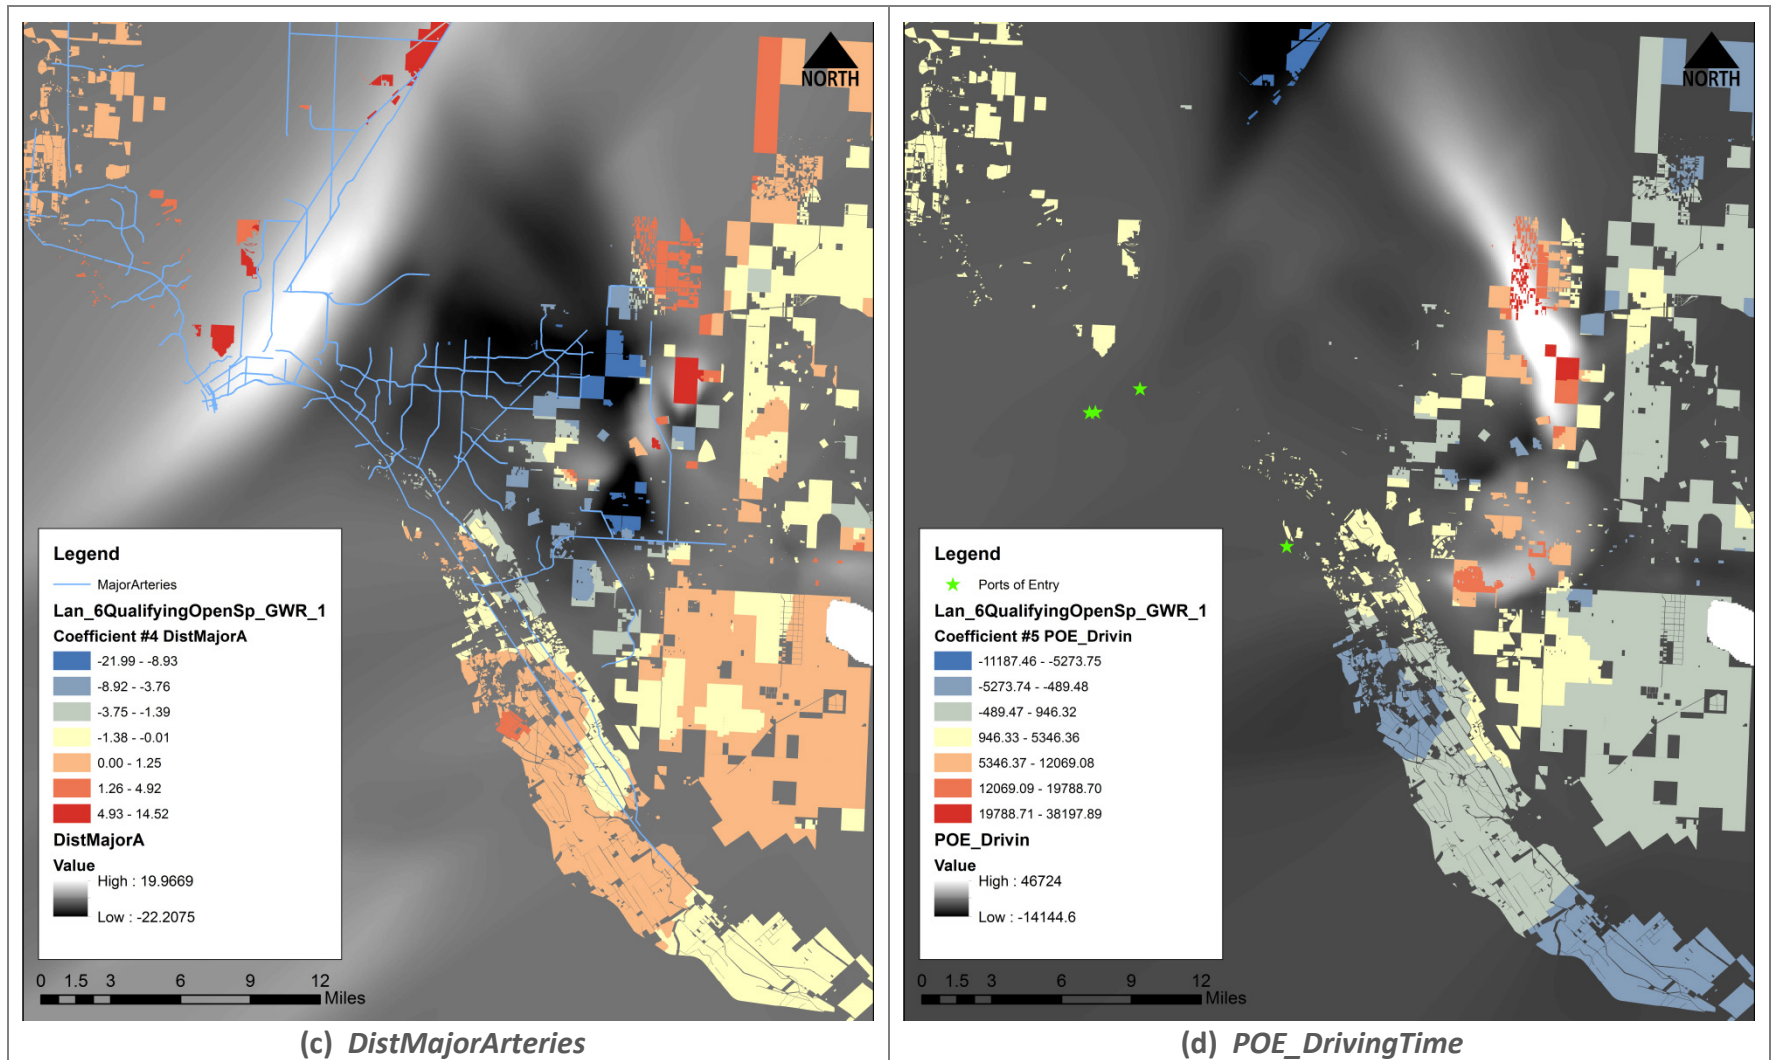 NORTH
Legend
MajorArteries
Lan_6QualifyingOpenSp_GWR_1
Coefficient #4 DistMajorA
-21.99 - -8.93
-8.92 - -3.76
-3.75 - -1.39
-1.38 - -0.01
0.00 - 1.25
1.26 - 4.92
4.93 - 14.52
DistMajorA
Value
High : 19.9669
Low : -22.2075
0 1.5 3 6 9 12
Miles
(c) DistMajorArteries
NORTH
Legend
Ports of Entry
Lan_6QualifyingOpenSp_GWR_1
Coefficient #5 POE_Drivin
-11187.46 - -5273.75
-5273.74 - -489.48
-489.47 - 946.32
946.33 - 5346.36
5346.37 - 12069.08
12069.09 - 19788.70
19788.71 - 38197.89
POE_Drivin
Value
High : 46724
Low : -14144.6
0 1.5 3 6 9 12
Miles
(d) POE_DrivingTime